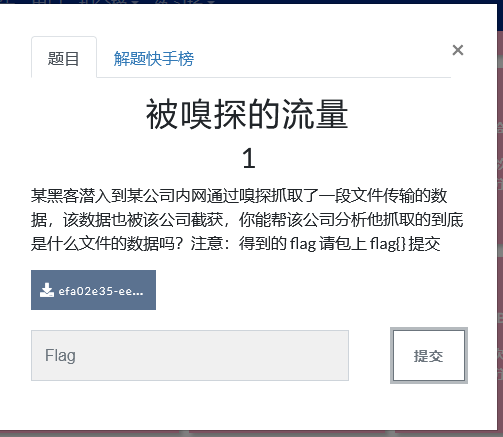 题目
解题快手榜
×
被嗅探的流量
1
某黑客潜入到某公司内网通过嗅探抓取了一段文件传输的数
据，该数据也被该公司截获，你能帮该公司分析他抓取的到底
是什么文件的数据吗？注意：得到的 flag 请包上 flag{} 提交
efa02e35-ee...
Flag
提交